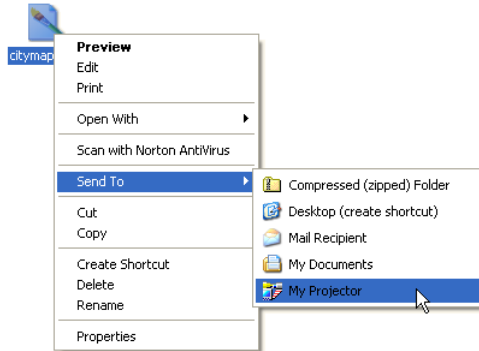 citymap
Preview
Edit
Print
Open With
Scan with Norton AntiVirus
Send To
Cut
Copy
Create Shortcut
Delete
Rename
Properties
Compressed (zipped) Folder
Desktop (create shortcut)
Mail Recipient
My Documents
My Projector